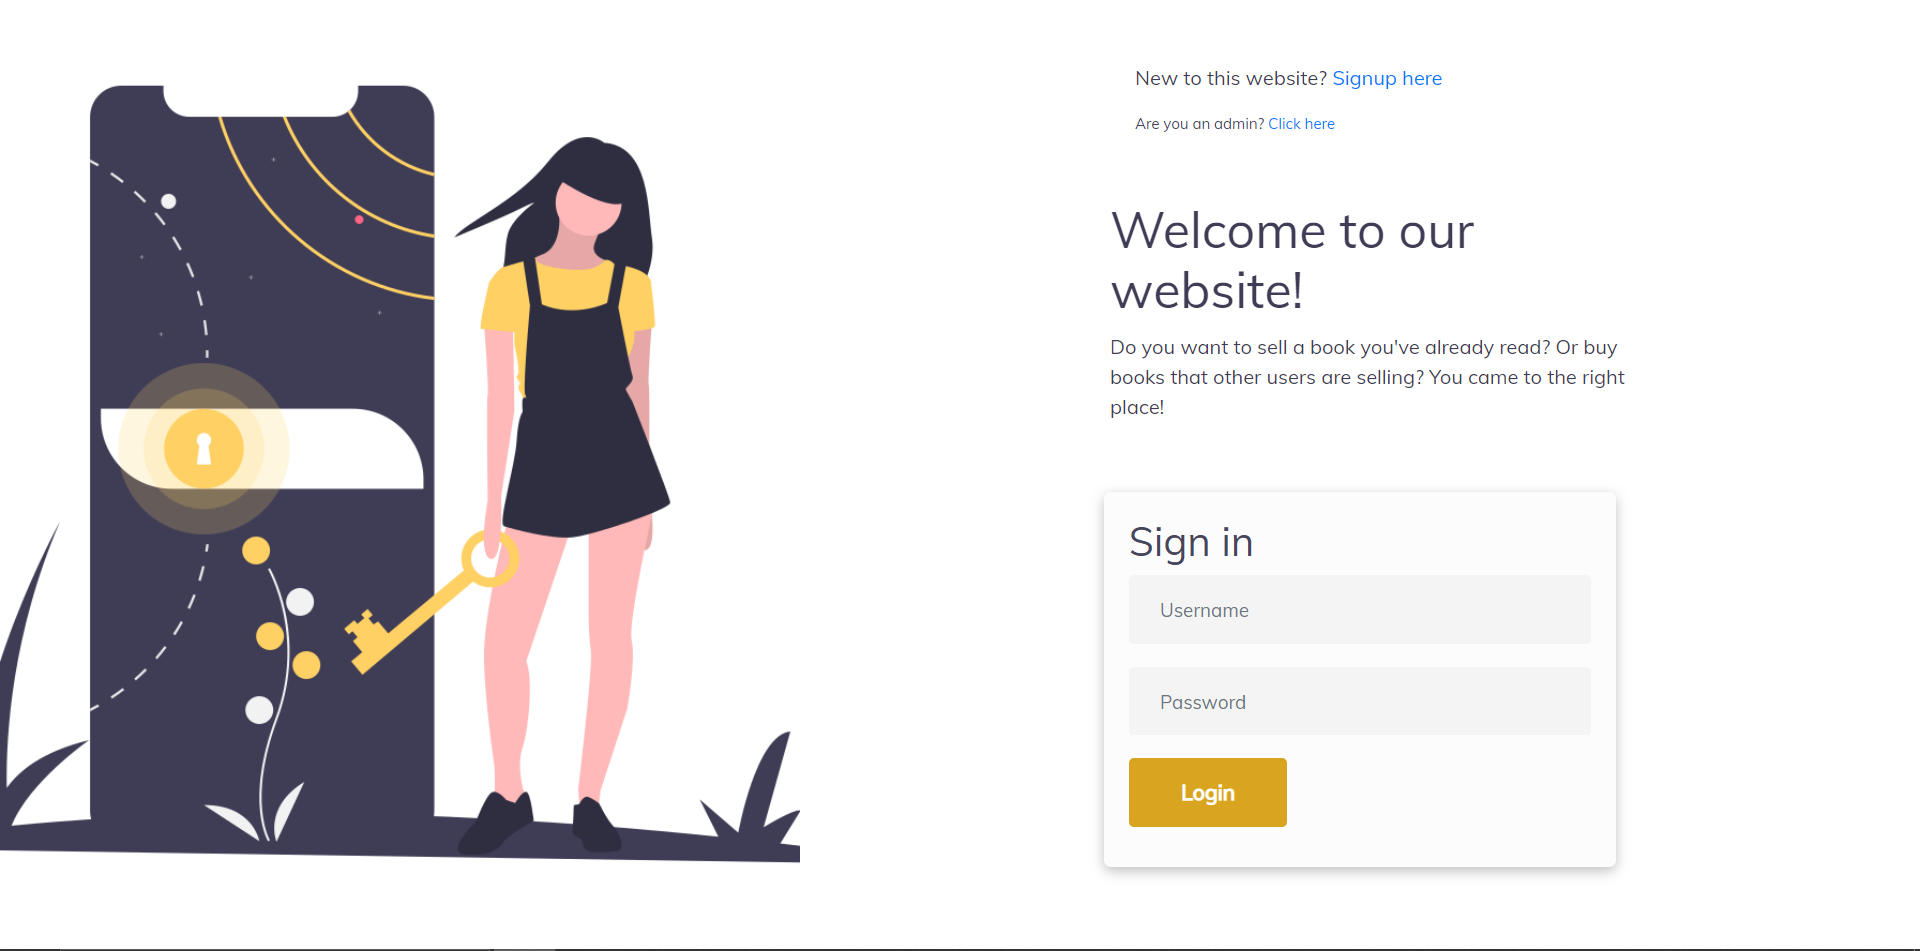 New to this website? Signup here
Are you an admin? Click here
Welcome to our
website!
Do you want to sell a book you've already read? Or buy
books that other users are selling? You came to the right
place!
Sign in
Username
Password
Login